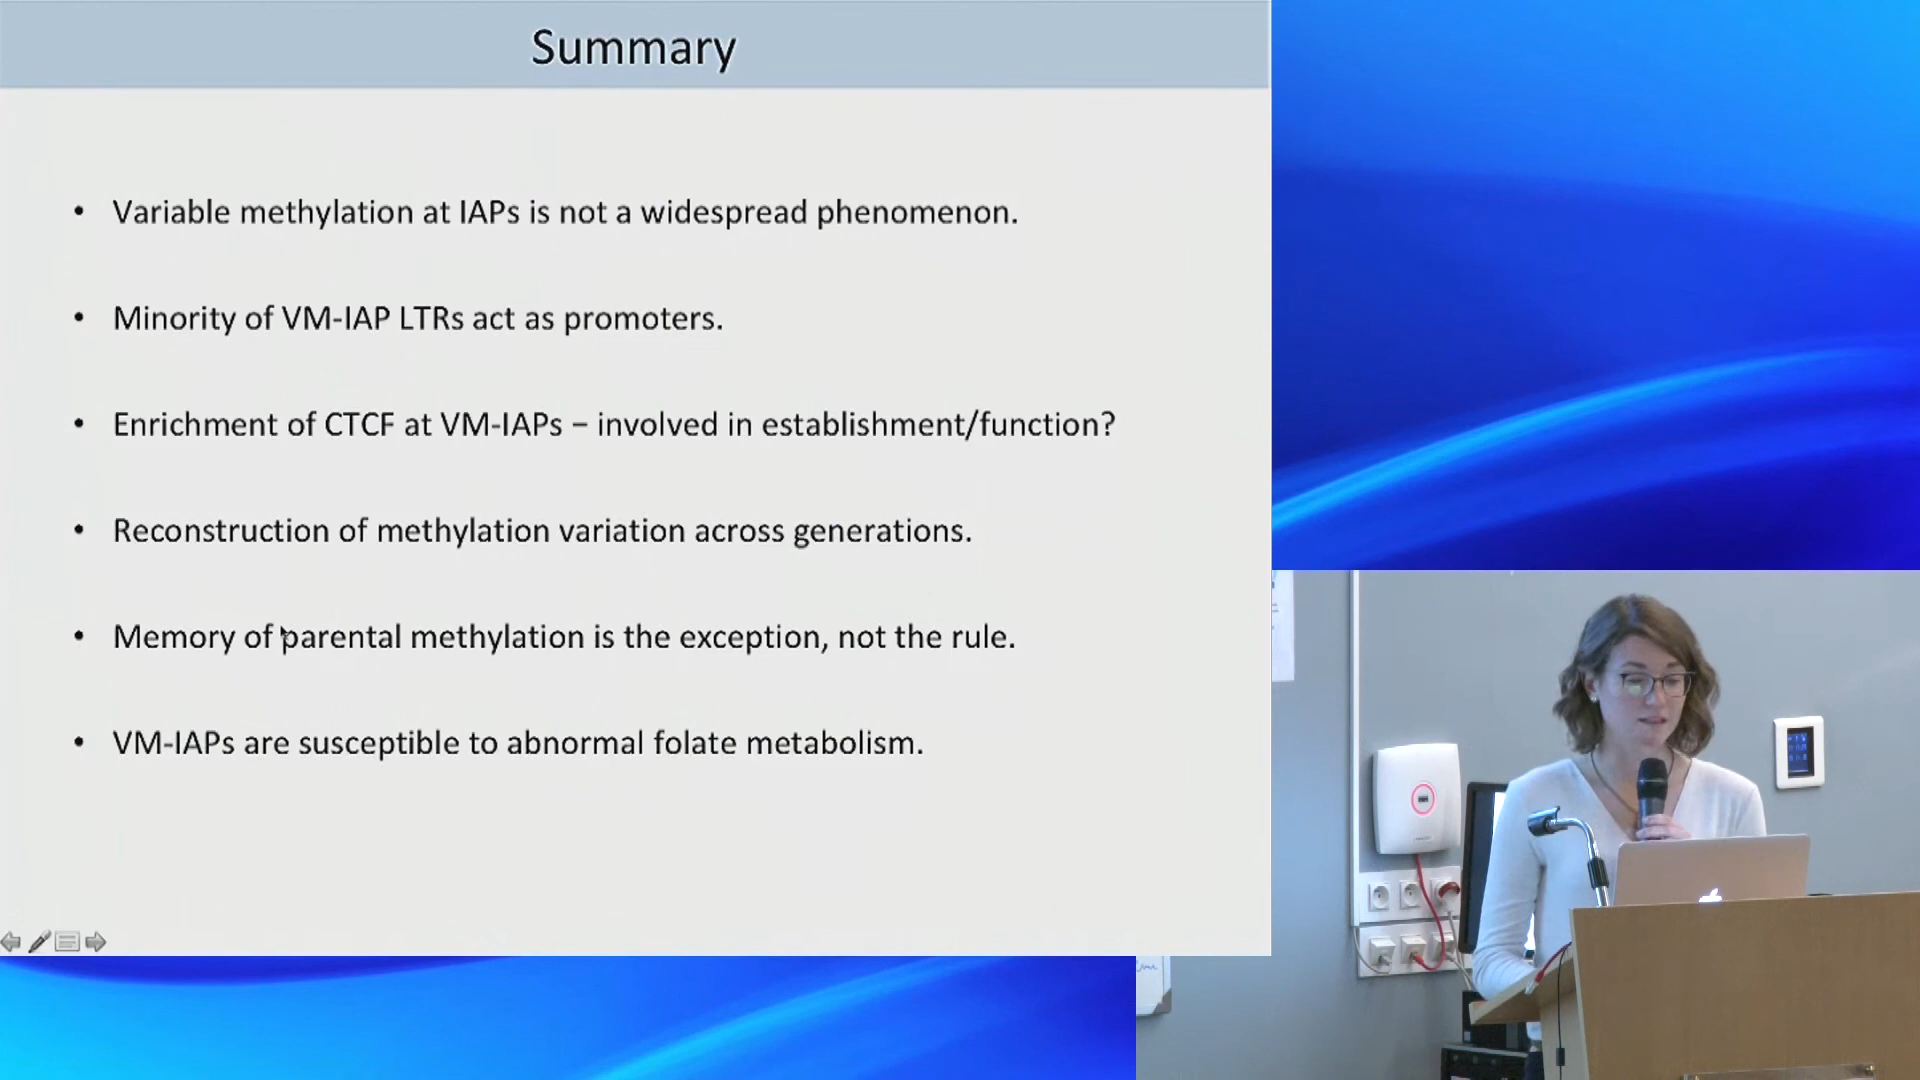 Summary
• Variable methylation at IAPs is not a widespread phenomenon.
• Minority of VM-IAP LTRs act as promoters.
• Enrichment of CTCF at VM-IAPs – involved in establishment/function?
• Reconstruction of methylation variation across generations.
• Memory of parental methylation is the exception, not the rule.
• VM-IAPs are susceptible to abnormal folate metabolism.